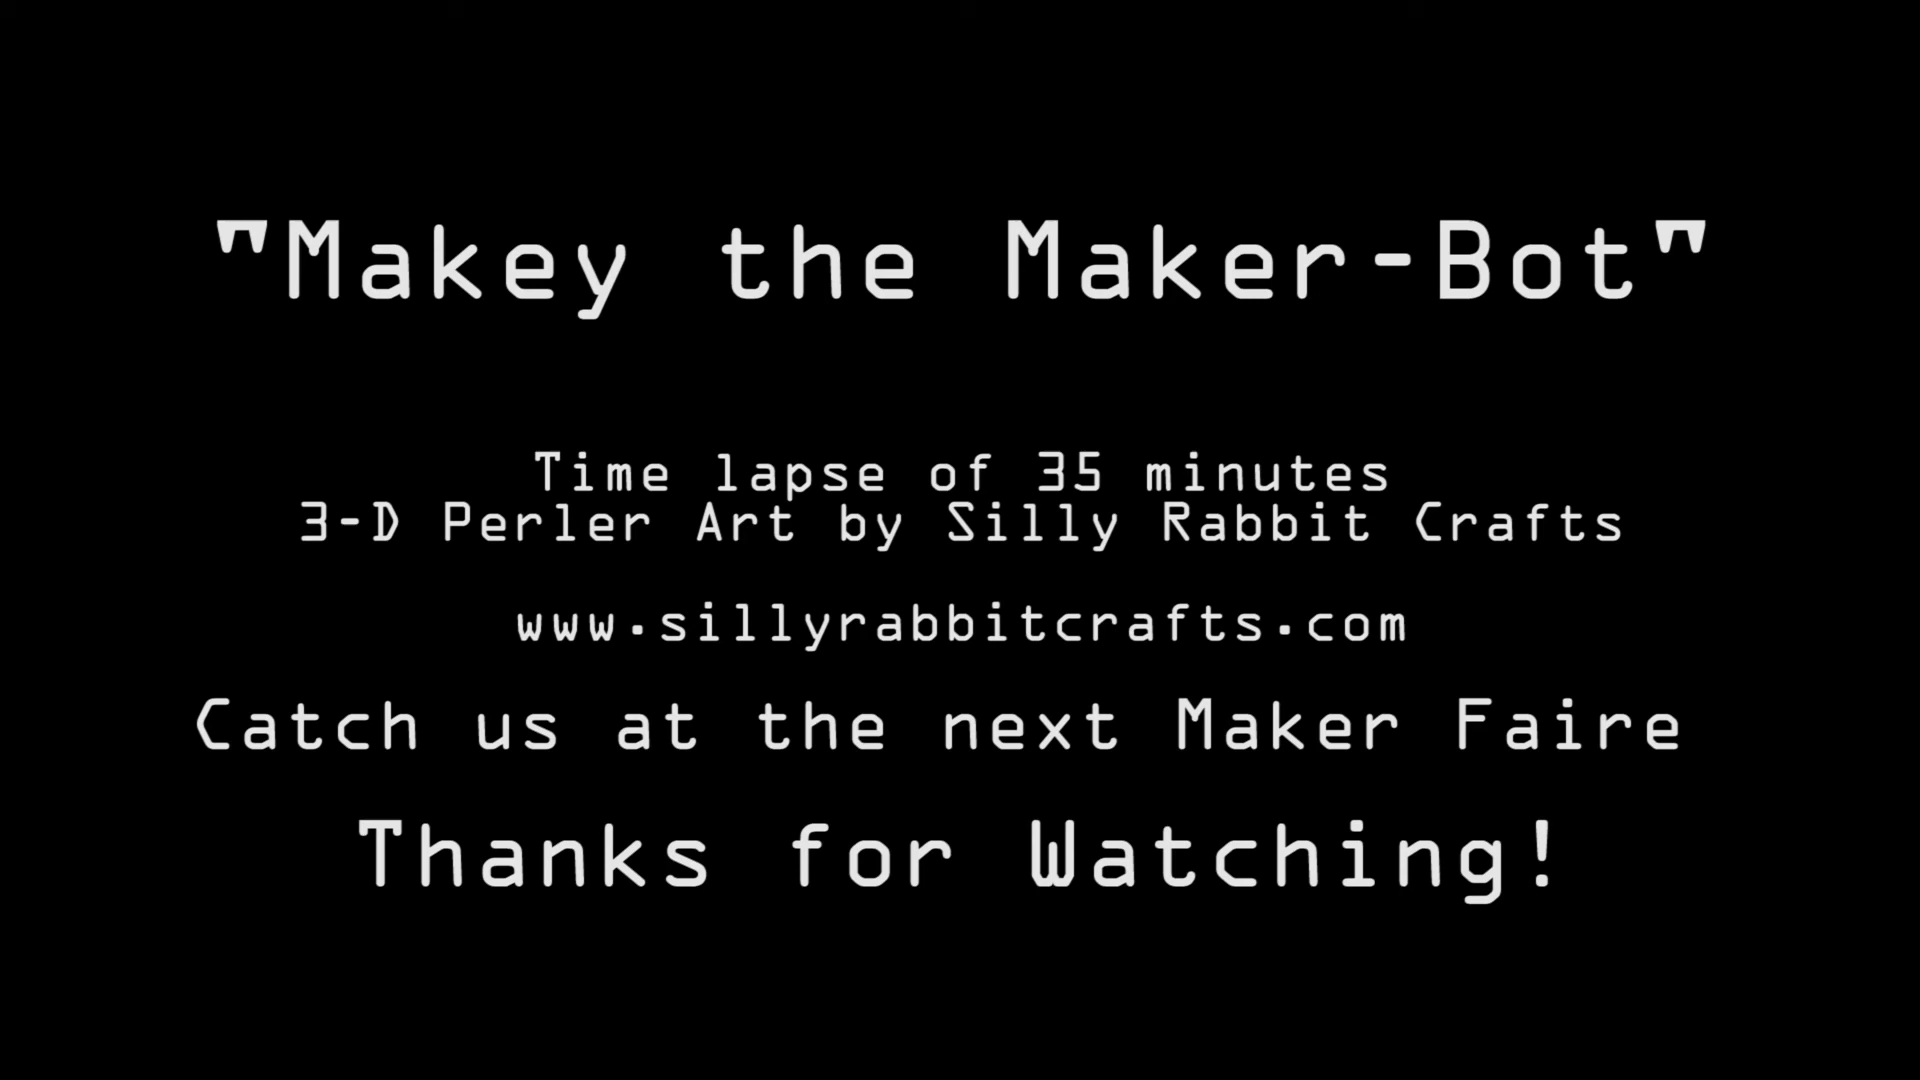 "Makey the Maker-Bot"
Time lapse of 35 minutes
3-D Perler Art by Silly Rabbit Crafts
www.sillyrabbitcrafts.com
Catch us at the next Maker Faire
Thanks for Watching!